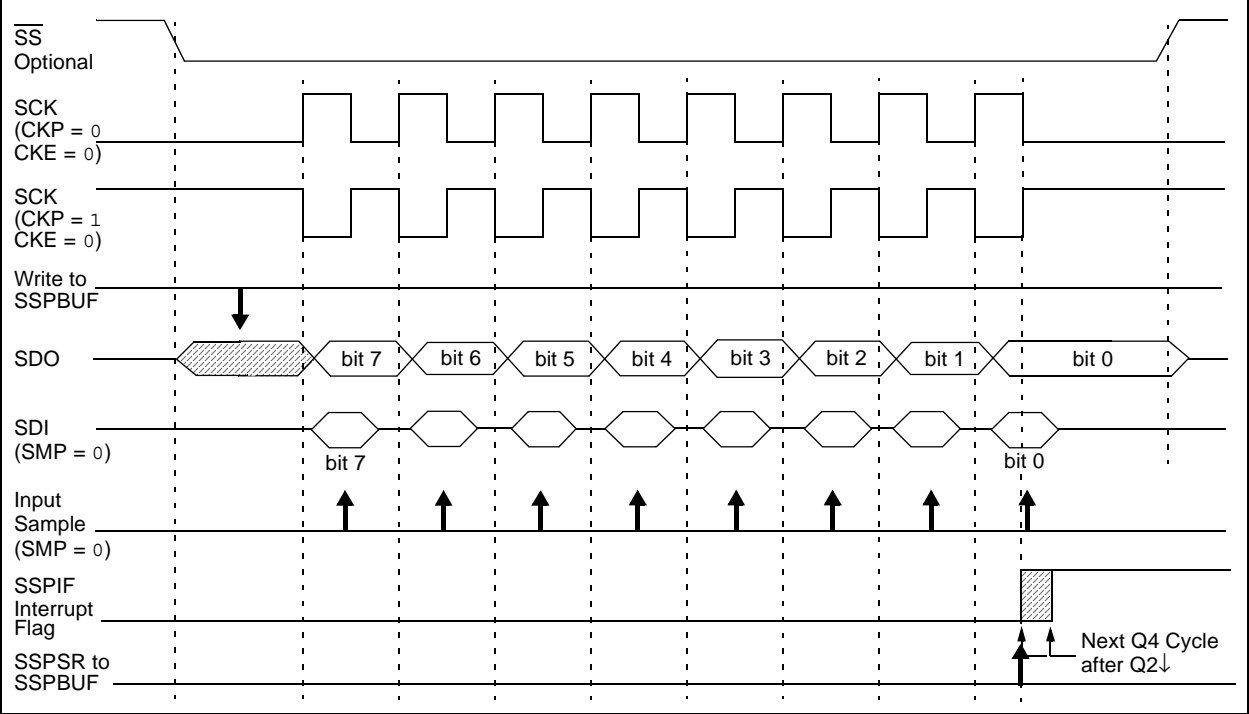 SS
Optional
SCK
(CKP = 0
CKE = 0)
SCK
(CKP = 1
CKE = 0)
Write to
SSPBUF
SDO
bit 7 bit 6 bit 5 bit 4 bit 3 bit 2 bit 1 bit 0
SDI
(SMP = 0)
bit 7 bit 0
Input
Sample
(SMP = 0)
SSPIF
Interrupt
Flag
Next Q4 Cycle
after Q2↓
SSPSR to
SSPBUF